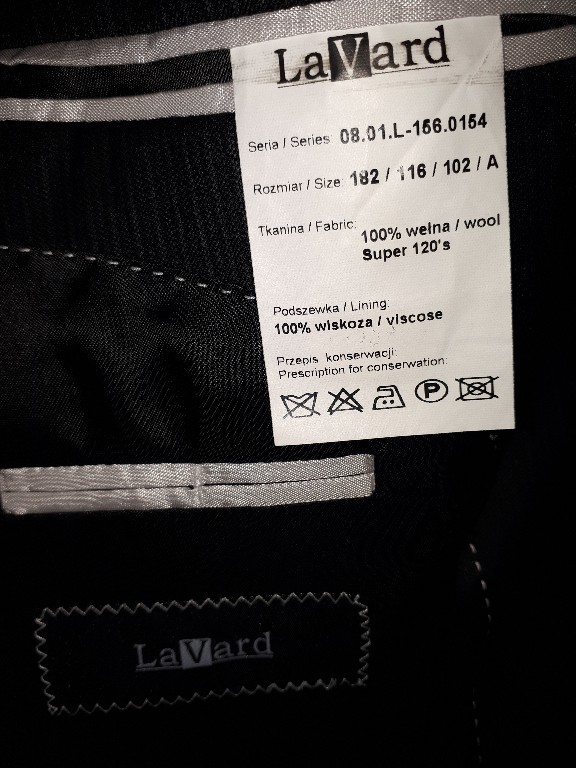 LaVard
Seria / Series: 08.01.L-156.0154
Rozmiar / Size: 182 / 116 / 102 / A
Tkanina / Fabric: 100% wełna / wool
Super 120's
Podszewka / Lining:
100% wiskoza / viscose
Przepis konserwacji:
Prescription for conserwation:
P
LaVard